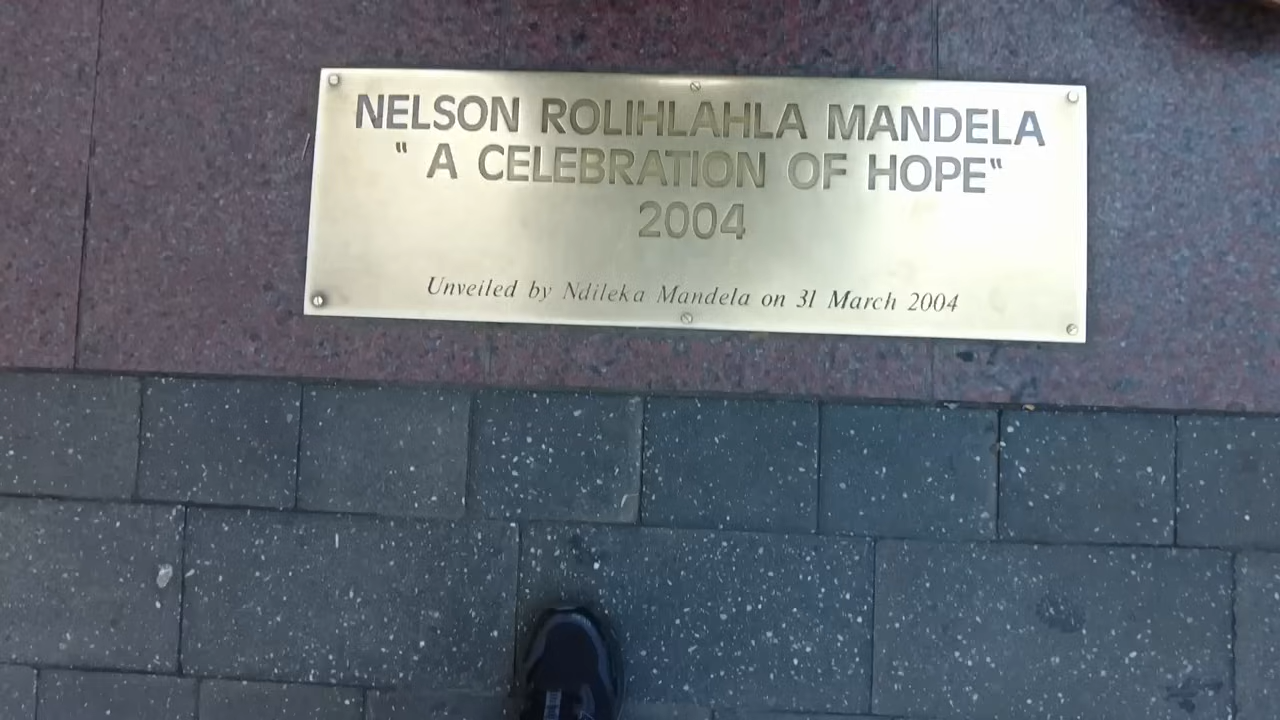 NELSON ROLIHLAHLA MANDELA
“ A CELEBRATION OF HOPE“
2004
Unveiled by Ndileka Mandela on 31 March 2004